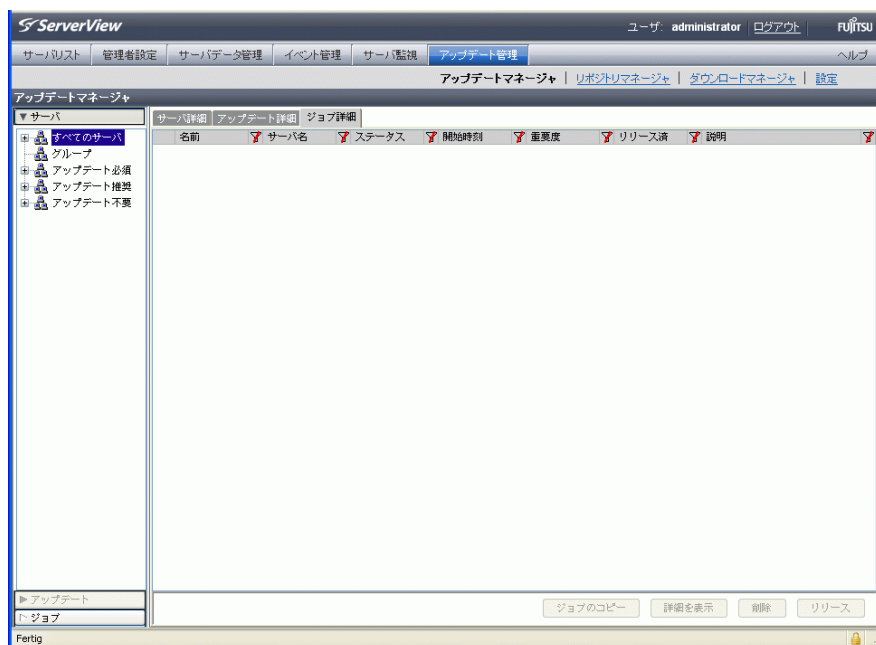 ServerView ユーザ: administrator ログアウト FUJITSU
サーバリスト 管理者設定 サーバデータ管理 イベント管理 サーバ監視 アップデート管理 ヘルプ
アップデートマネージャ | リポジトリマネージャ | ダウンロードマネージャ | 設定
アップデートマネージャ
▼サーバ サーバ詳細 アップデート詳細 ジョブ詳細
名前 サーバ名 ステータス 開始時刻 重要度 リリース済 説明
すべてのサーバ
グループ
アップデート必須
アップデート推奨
アップデート不要
▶アップデート
▷ジョブ
ジョブのコピー 詳細を表示 削除 リリース
Fertig